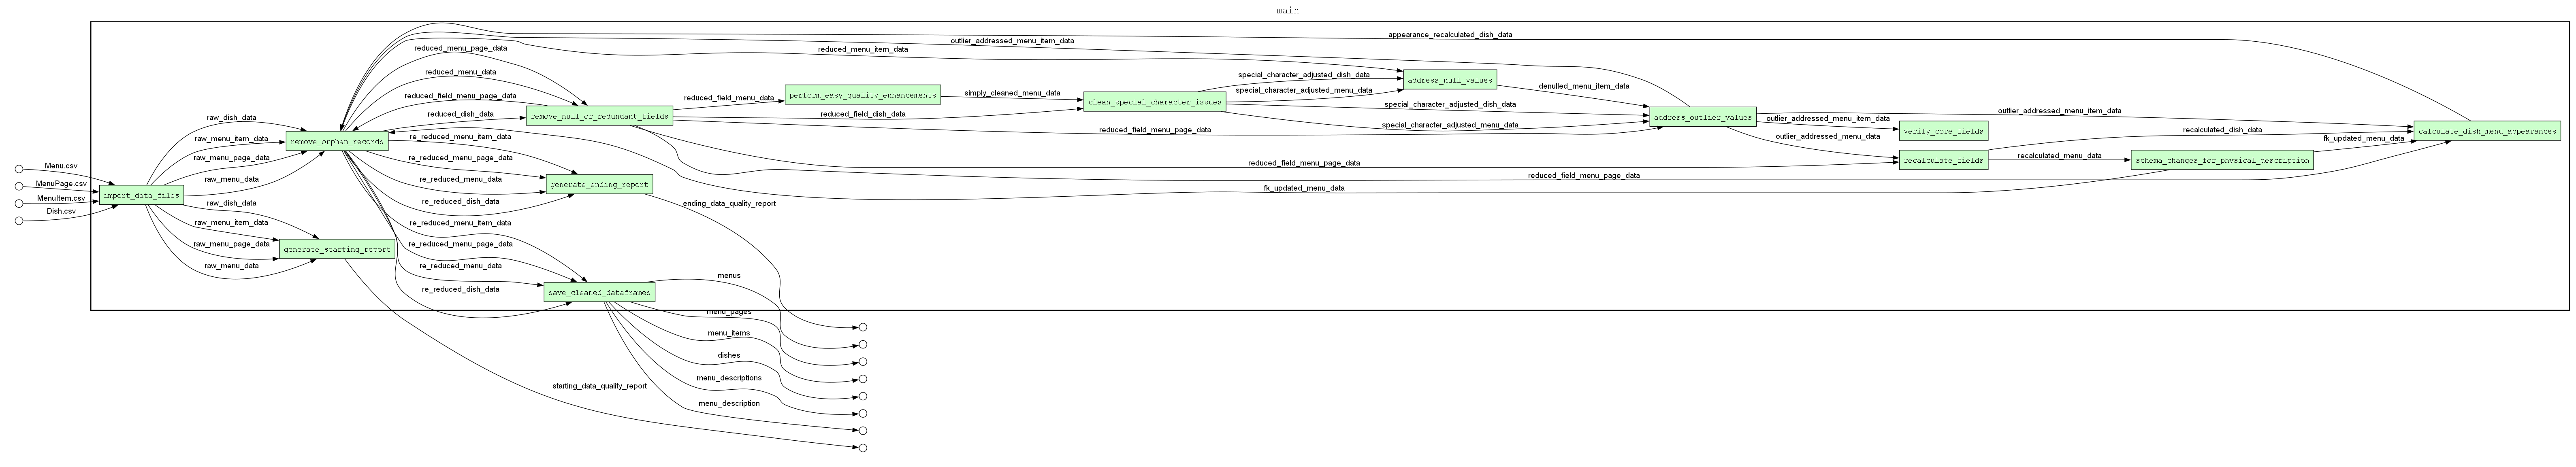 main
Menu.csv
MenuPage.csv
MenuItem.csv
Dish.csv
import_data_files
raw_dish_data
raw_menu_item_data
raw_menu_page_data
raw_menu_data
raw_dish_data
raw_menu_item_data
raw_menu_page_data
raw_menu_data
remove_orphan_records
generate_starting_report
reduced_menu_page_data
reduced_menu_data
reduced_field_menu_page_data
reduced_dish_data
re_reduced_menu_item_data
re_reduced_menu_page_data
re_reduced_menu_data
re_reduced_dish_data
re_reduced_menu_item_data
re_reduced_menu_page_data
re_reduced_menu_data
re_reduced_dish_data
remove_null_or_redundant_fields
generate_ending_report
save_cleaned_dataframes
reduced_field_menu_data
reduced_field_dish_data
ending_data_quality_report
menus
menu_pages
menu_items
dishes
menu_descriptions
menu_description
starting_data_quality_report
perform_easy_quality_enhancements
outlier_addressed_menu_item_data
reduced_menu_item_data
simply_cleaned_menu_data
clean_special_character_issues
reduced_field_menu_page_data
special_character_adjusted_dish_data
special_character_adjusted_menu_data
appearance_recalculated_dish_data
address_null_values
special_character_adjusted_dish_data
special_character_adjusted_menu_data
reduced_field_menu_page_data
fk_updated_menu_data
denulled_menu_item_data
reduced_field_menu_page_data
address_outlier_values
outlier_addressed_menu_item_data
outlier_addressed_menu_data
verify_core_fields
recalculate_fields
outlier_addressed_menu_item_data
recalculated_dish_data
recalculated_menu_data
schema_changes_for_physical_description
fk_updated_menu_data
calculate_dish_menu_appearances